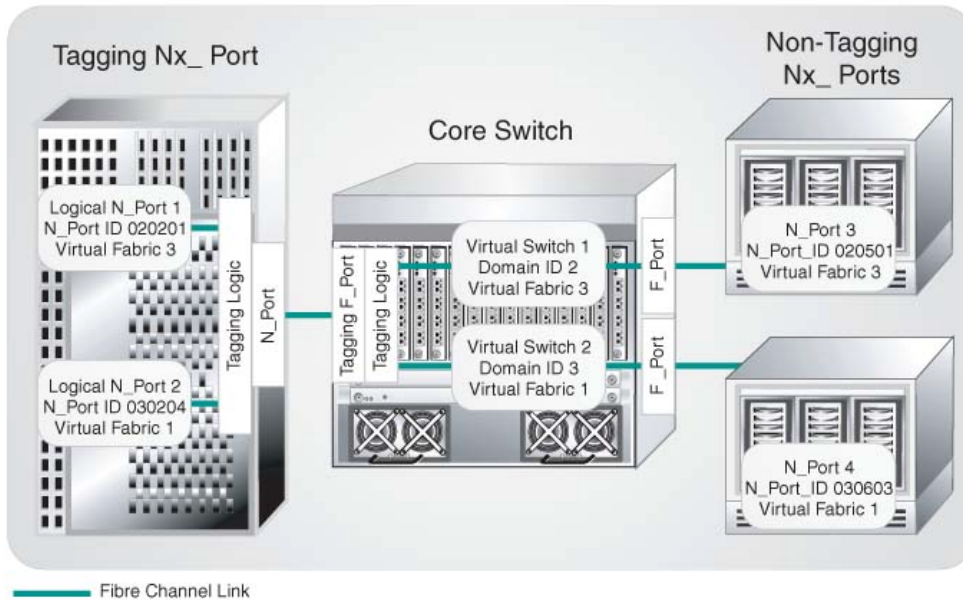 Tagging Nx_ Port
Logical N_Port 1
N_Port ID 020201
Virtual Fabric 3
Logical N_Port 2
N_Port ID 030204
Virtual Fabric 1
Tagging Logic
N_Port
Core Switch
Tagging F_Port
Tagging Logic
Virtual Switch 1
Domain ID 2
Virtual Fabric 3
Virtual Switch 2
Domain ID 3
Virtual Fabric 1
F_Port
F_Port
Non-Tagging
Nx_ Ports
N_Port 3
N_Port_ID 020501
Virtual Fabric 3
N_Port 4
N_Port_ID 030603
Virtual Fabric 1
Fibre Channel Link